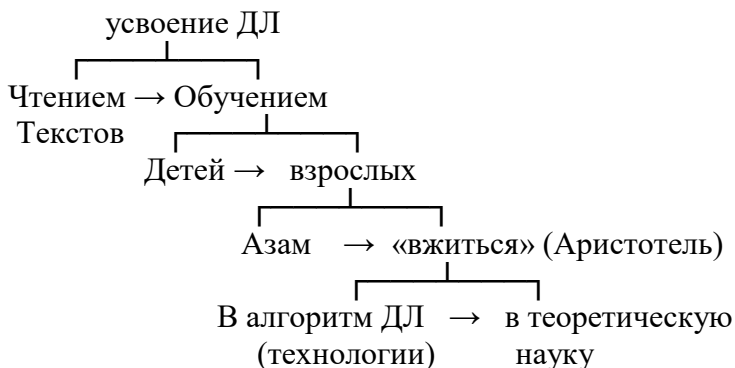 усвоение ДЛ
Чтением → Обучением
Текстов
Детей → взрослых
Азам → «вжиться» (Аристотель)
В алгоритм ДЛ → в теоретическую
(технологии) науку